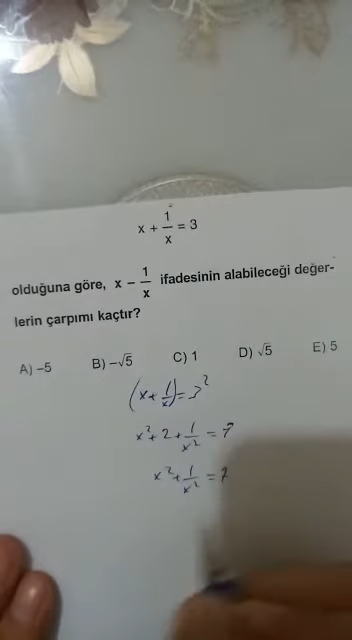 x + 1/x = 3
olduğuna göre, x − 1/x ifadesinin alabileceği değer-
lerin çarpımı kaçtır?
A) −5 B) −√5 C) 1 D) √5 E) 5
(x + 1/x)² = 3²
x² + 2 + 1/x² = 9
x² + 1/x² = 7